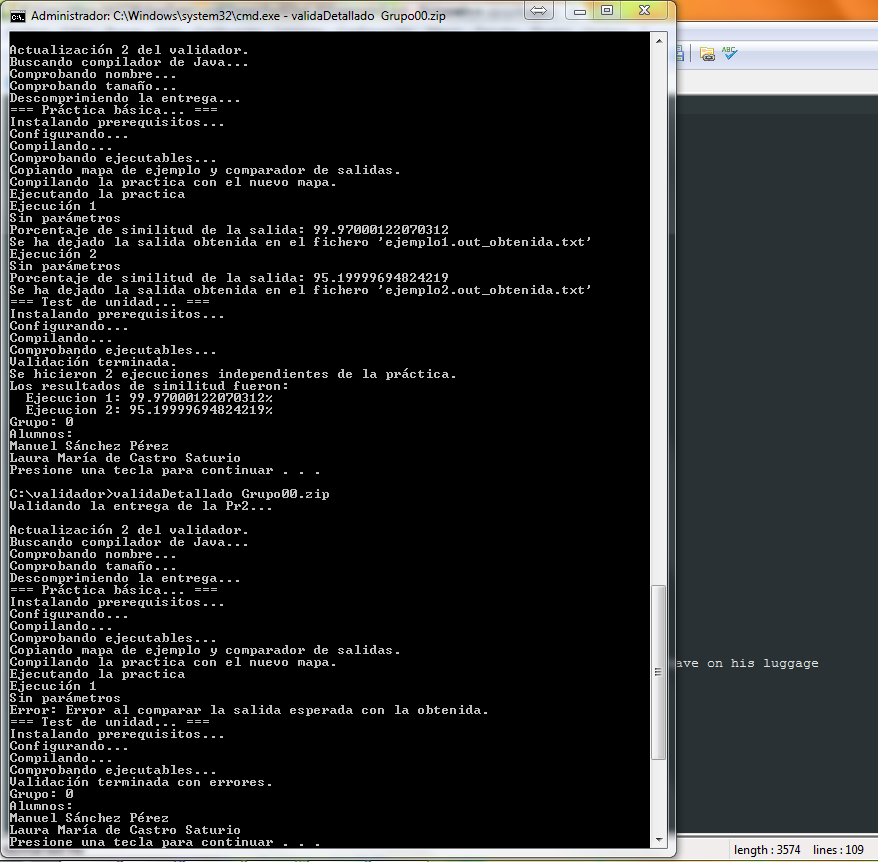 Administrador: C:\Windows\system32\cmd.exe - validaDetallado Grupo00.zip
Actualización 2 del validador.
Buscando compilador de Java...
Comprobando nombre...
Comprobando tamaño...
Descomprimiendo la entrega...
=== Práctica básica... ===
Instalando prerequisitos...
Configurando...
Compilando...
Comprobando ejecutables...
Copiando mapa de ejemplo y comparador de salidas.
Compilando la practica con el nuevo mapa.
Ejecutando la practica
Ejecución 1
Sin parámetros
Porcentaje de similitud de la salida: 99.97000122070312
Se ha dejado la salida obtenida en el fichero 'ejemplo1.out_obtenida.txt'
Ejecución 2
Sin parámetros
Porcentaje de similitud de la salida: 95.19999694824219
Se ha dejado la salida obtenida en el fichero 'ejemplo2.out_obtenida.txt'
=== Test de unidad... ===
Instalando prerequisitos...
Configurando...
Compilando...
Comprobando ejecutables...
Validación terminada.
Se hicieron 2 ejecuciones independientes de la práctica.
Los resultados de similitud fueron:
Ejecucion 1: 99.97000122070312%
Ejecucion 2: 95.19999694824219%
Grupo: 0
Alumnos:
Manuel Sánchez Pérez
Laura María de Castro Saturio
Presione una tecla para continuar . . .
C:\validador>validaDetallado Grupo00.zip
Validando la entrega de la Pr2...
Actualización 2 del validador.
Buscando compilador de Java...
Comprobando nombre...
Comprobando tamaño...
Descomprimiendo la entrega...
=== Práctica básica... ===
Instalando prerequisitos...
Configurando...
Compilando...
Comprobando ejecutables...
Copiando mapa de ejemplo y comparador de salidas.
Compilando la practica con el nuevo mapa.
Ejecutando la practica
Ejecución 1
Sin parámetros
Error: Error al comparar la salida esperada con la obtenida.
=== Test de unidad... ===
Instalando prerequisitos...
Configurando...
Compilando...
Comprobando ejecutables...
Validación terminada con errores.
Grupo: 0
Alumnos:
Manuel Sánchez Pérez
Laura María de Castro Saturio
Presione una tecla para continuar . . .
ABC
ave on his luggage
length : 3574 lines : 109